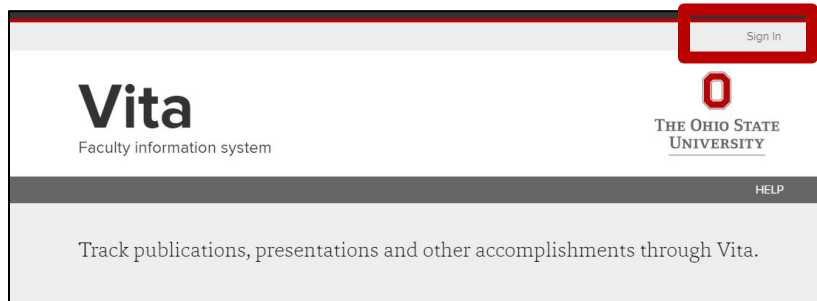 Sign In
Vita
Faculty information system
THE OHIO STATE
UNIVERSITY
HELP
Track publications, presentations and other accomplishments through Vita.